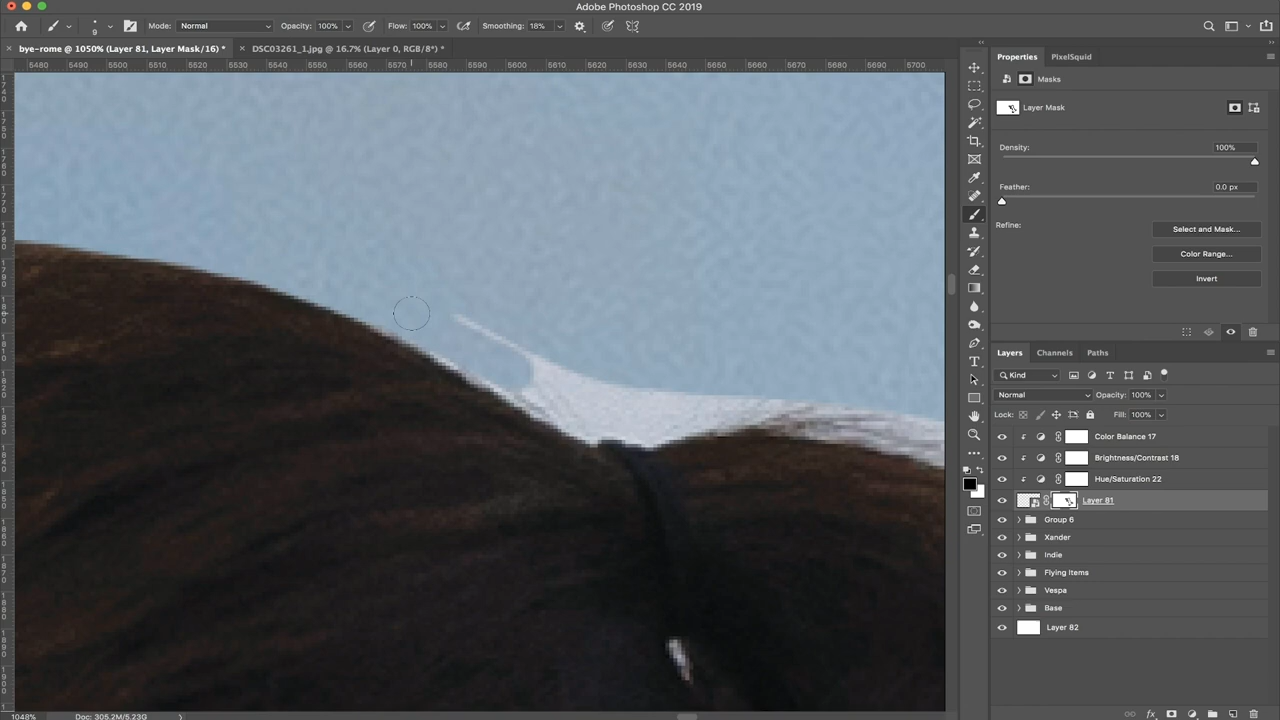 Adobe Photoshop CC 2019
9 Mode: Normal Opacity: 100% Flow: 100% Smoothing: 18%
bye-rome @ 1050% (Layer 81, Layer Mask/16) * DSC03261_1.jpg @ 16.7% (Layer 0, RGB/8*) *
5480 5490 5500 5510 5520 5530 5540 5550 5560 5570 5580 5590 5600 5610 5620 5630 5640 5650 5660 5670 5680 5690 5700
Properties PixelSquid
Masks
Layer Mask
Density: 100%
Feather: 0.0 px
Refine: Select and Mask...
Color Range...
Invert
Layers Channels Paths
Kind
Normal Opacity: 100%
Lock: Fill: 100%
Color Balance 17
Brightness/Contrast 18
Hue/Saturation 22
Layer 81
Group 6
Xander
Indie
Flying Items
Vespa
Base
Layer 82
1048% Doc: 305.2M/5.23G